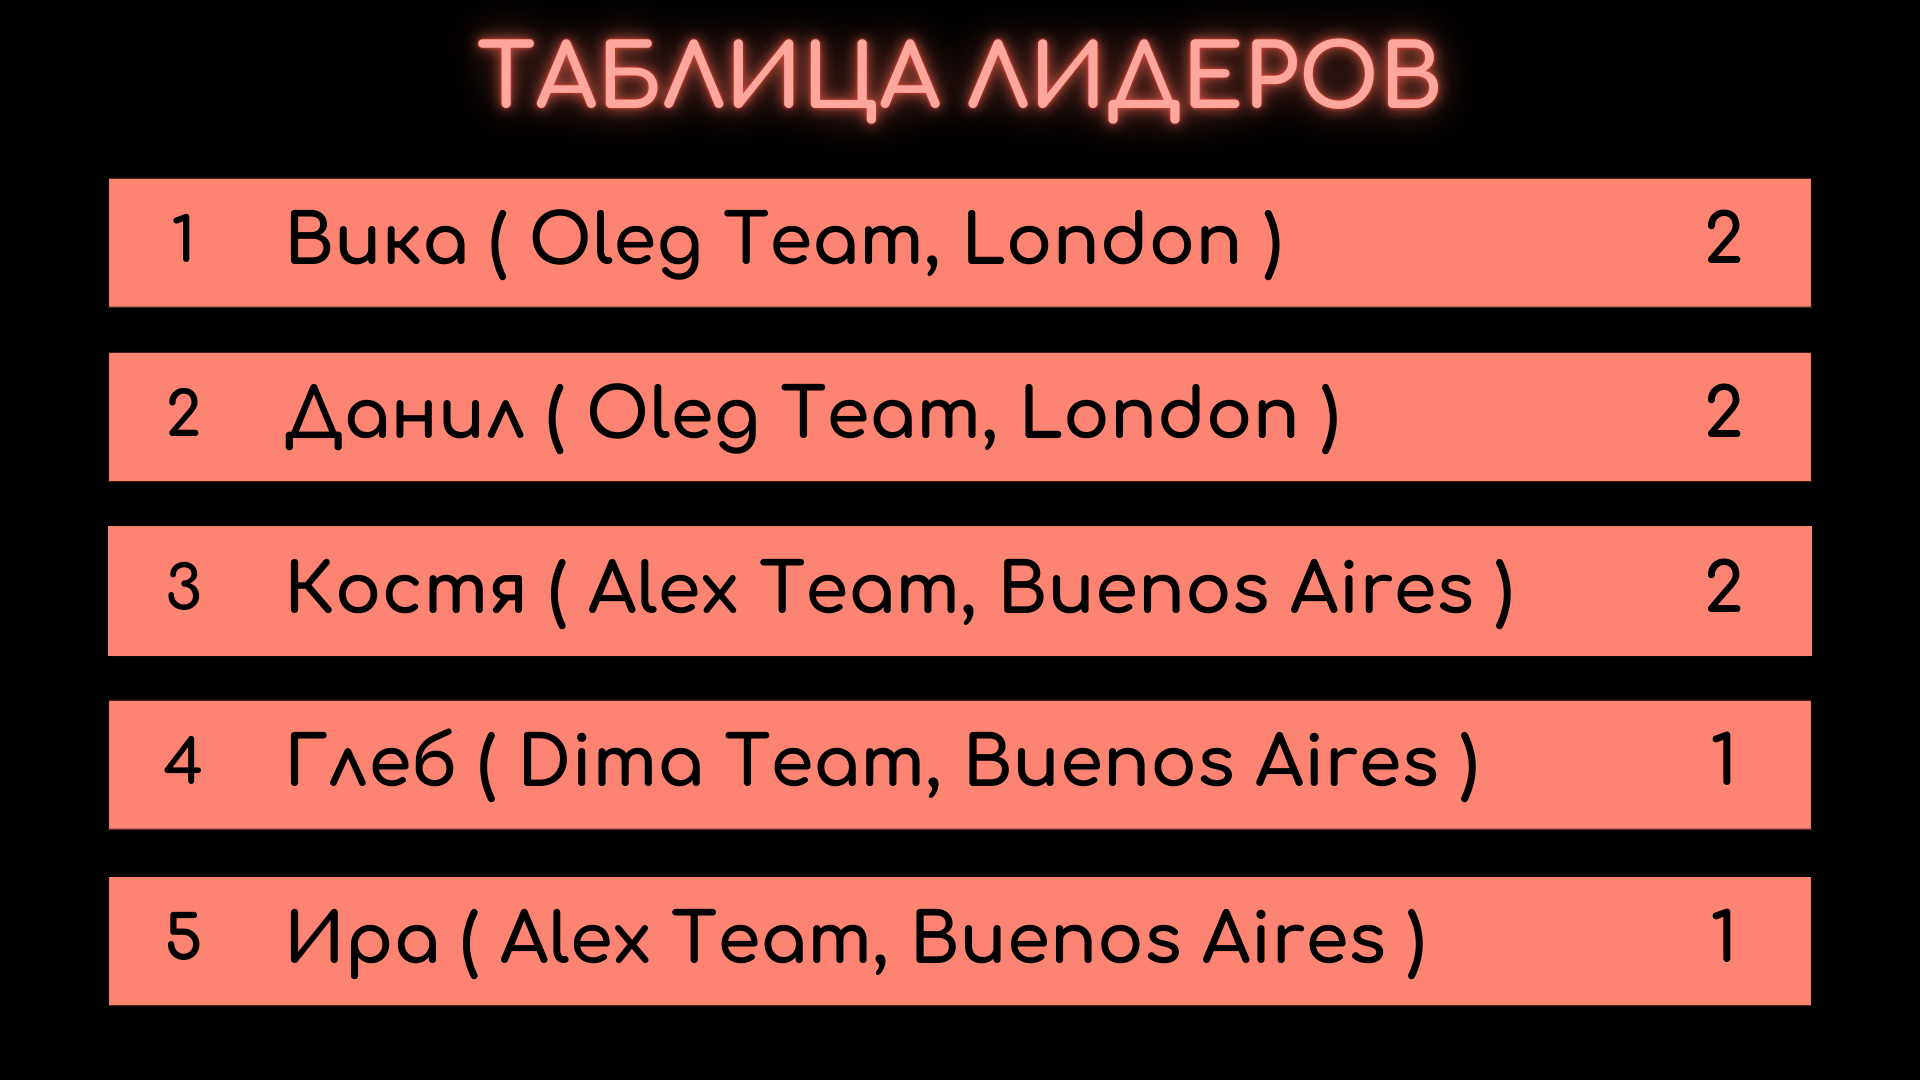 ТАБЛИЦА ЛИДЕРОВ
1 Вика ( Oleg Team, London ) 2
2 Данил ( Oleg Team, London ) 2
3 Костя ( Alex Team, Buenos Aires ) 2
4 Глеб ( Dima Team, Buenos Aires ) 1
5 Ира ( Alex Team, Buenos Aires ) 1